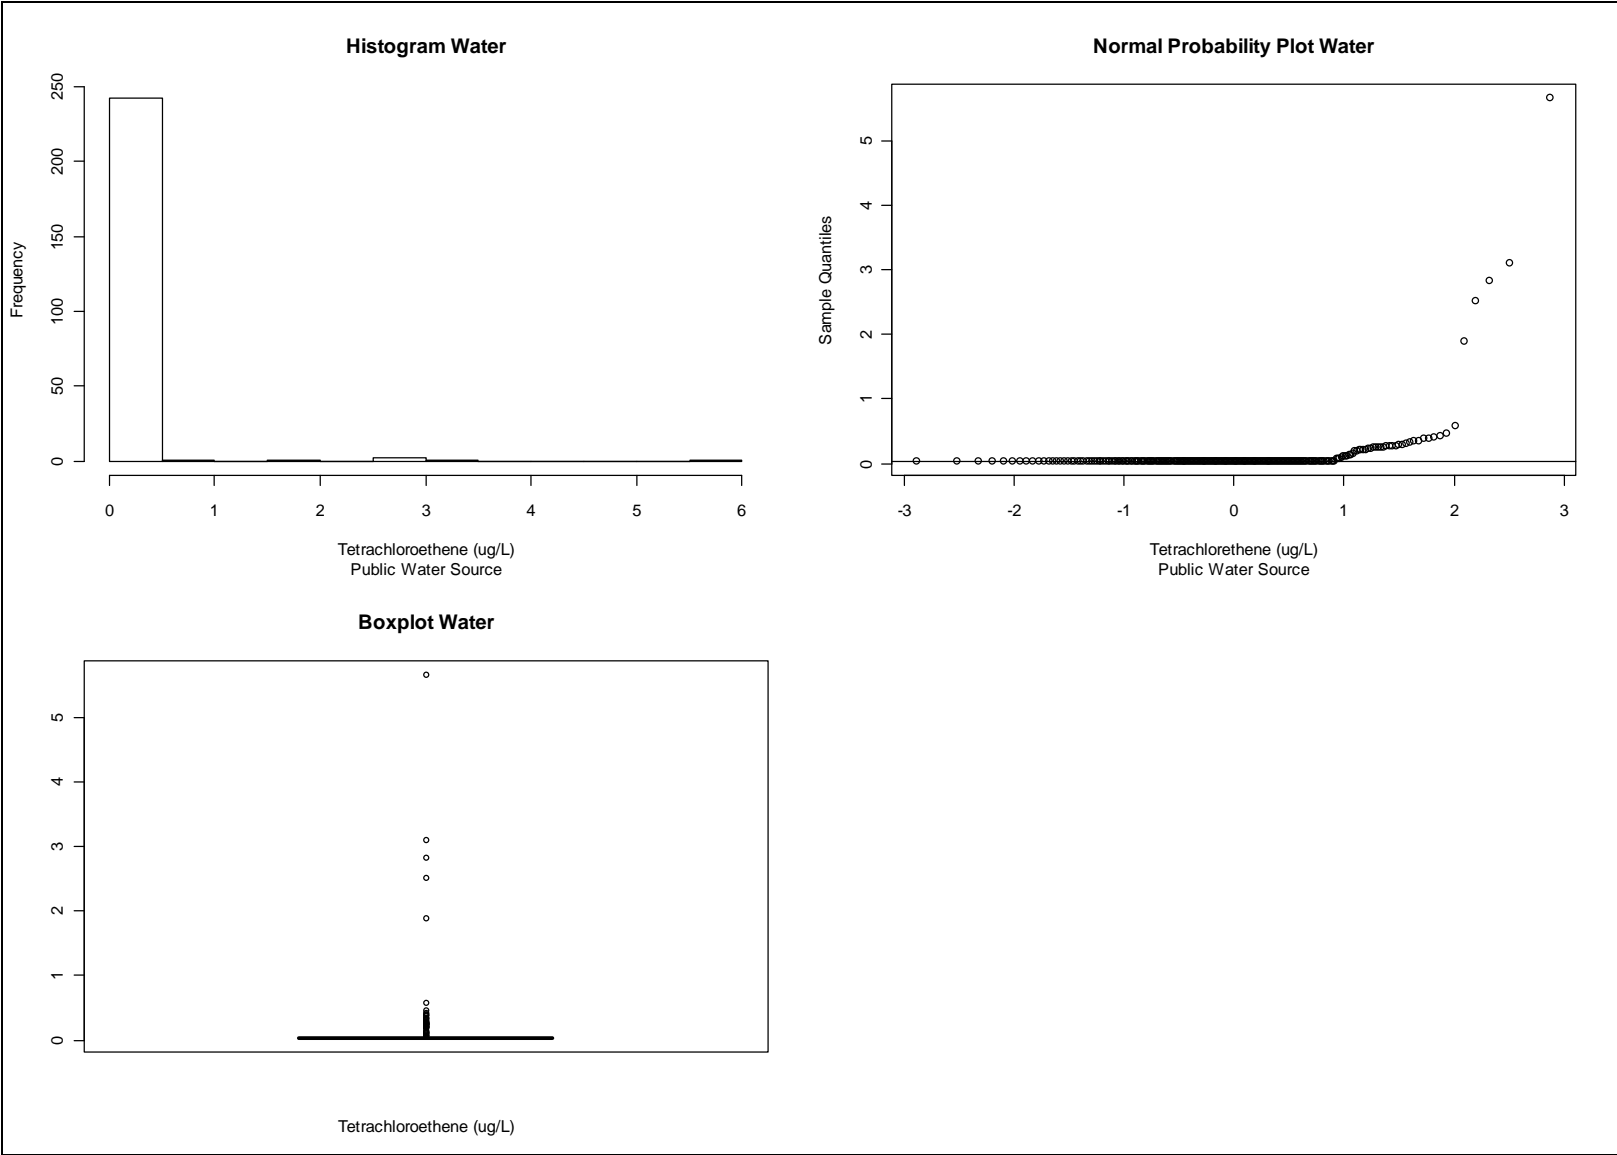 Histogram Water
250
200
150
100
50
0
Frequency
0 1 2 3 4 5 6
Tetrachloroethene (ug/L)
Public Water Source
Normal Probability Plot Water
5
4
3
2
1
0
Sample Quantiles
-3 -2 -1 0 1 2 3
Tetrachlorethene (ug/L)
Public Water Source
Boxplot Water
5
4
3
2
1
0
Tetrachloroethene (ug/L)